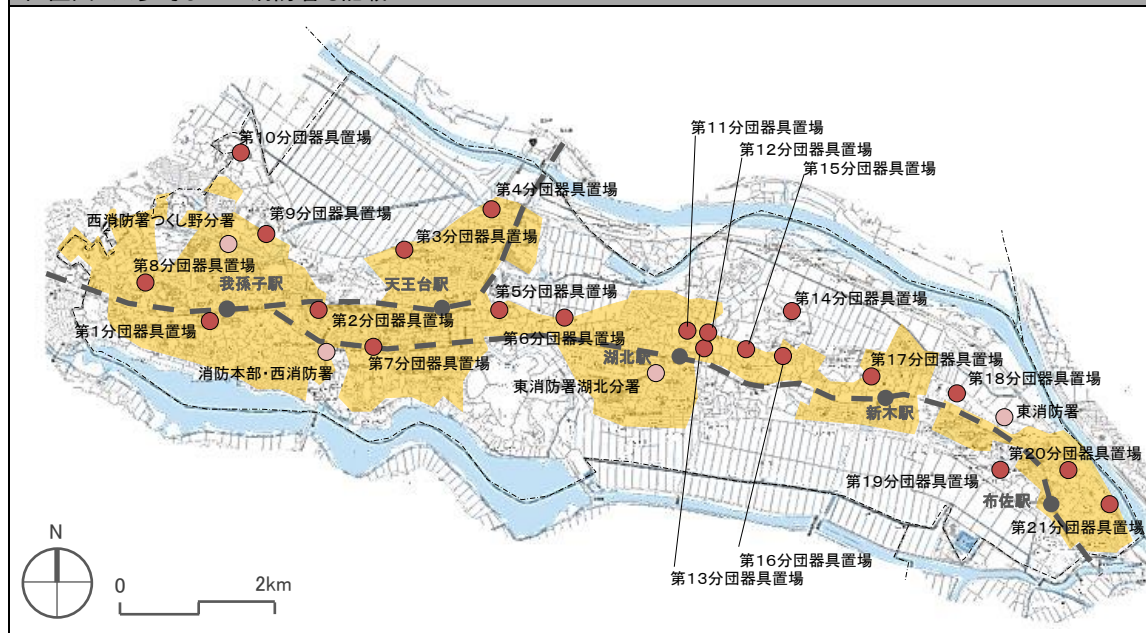 第10分団器具置場
第11分団器具置場
第12分団器具置場
第15分団器具置場
第4分団器具置場
西消防署つくし野分署
第9分団器具置場
第3分団器具置場
第8分団器具置場
我孫子駅
天王台駅
第5分団器具置場
第14分団器具置場
第1分団器具置場
第2分団器具置場
第6分団器具置場
湖北駅
第7分団器具置場
消防本部・西消防署
東消防署湖北分署
第17分団器具置場
第18分団器具置場
新木駅
東消防署
第20分団器具置場
第19分団器具置場
布佐駅
第21分団器具置場
第16分団器具置場
第13分団器具置場
N
0
2km